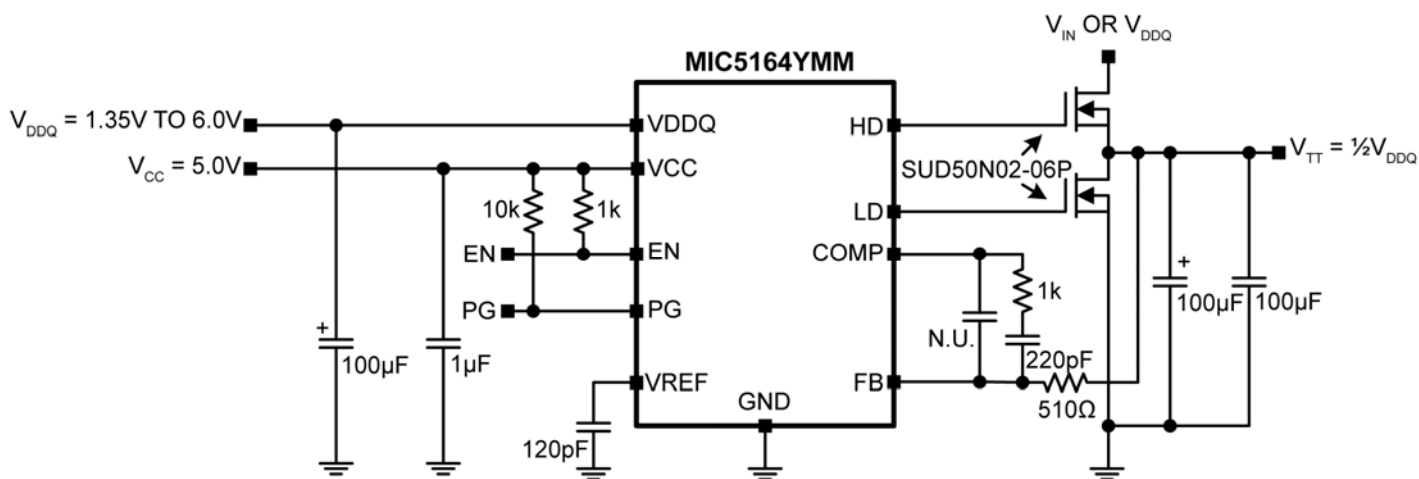 V_IN OR V_DDQ
MIC5164YMM
V_DDQ = 1.35V TO 6.0V
VDDQ
HD
V_CC = 5.0V
VCC
SUD50N02-06P
V_TT = ½V_DDQ
10k
1k
LD
EN
EN
COMP
1k
+
100µF
100µF
PG
PG
N.U.
+
100µF
1µF
220pF
VREF
FB
510Ω
GND
120pF